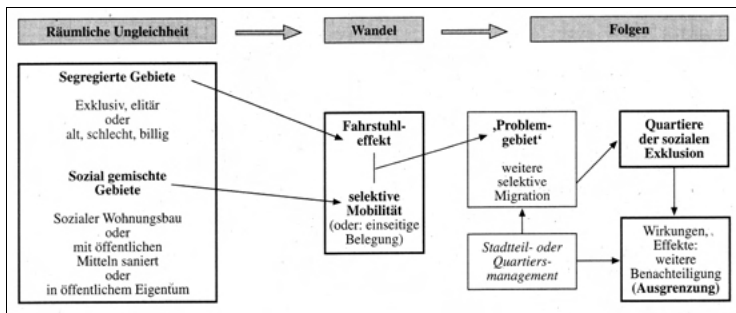 Räumliche Ungleichheit
Wandel
Folgen
Segregierte Gebiete
Exklusiv, elitär
oder
alt, schlecht, billig
Sozial gemischte
Gebiete
Sozialer Wohnungsbau
oder
mit öffentlichen
Mitteln saniert
oder
in öffentlichem Eigentum
Fahrstuhl-
effekt
selektive
Mobilität
(oder: einseitige
Belegung)
‚Problem-
gebiet‘
weitere
selektive
Migration
Stadtteil- oder
Quartiers-
management
Quartiere
der sozialen
Exklusion
Wirkungen,
Effekte:
weitere
Benachteiligung
(Ausgrenzung)